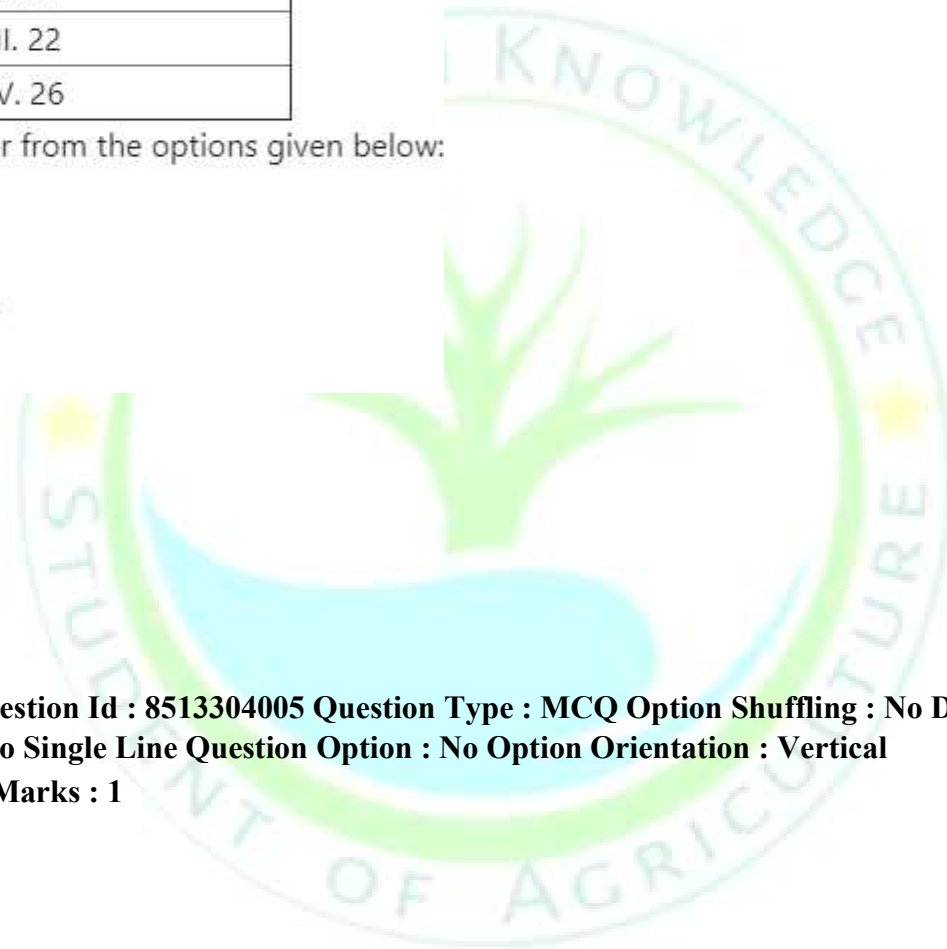 II. 22
V. 26
r from the options given below:
KNOWLEDGE
STUDENT OF AGRICULTURE
estion Id : 8513304005 Question Type : MCQ Option Shuffling : No D
o Single Line Question Option : No Option Orientation : Vertical
Marks : 1